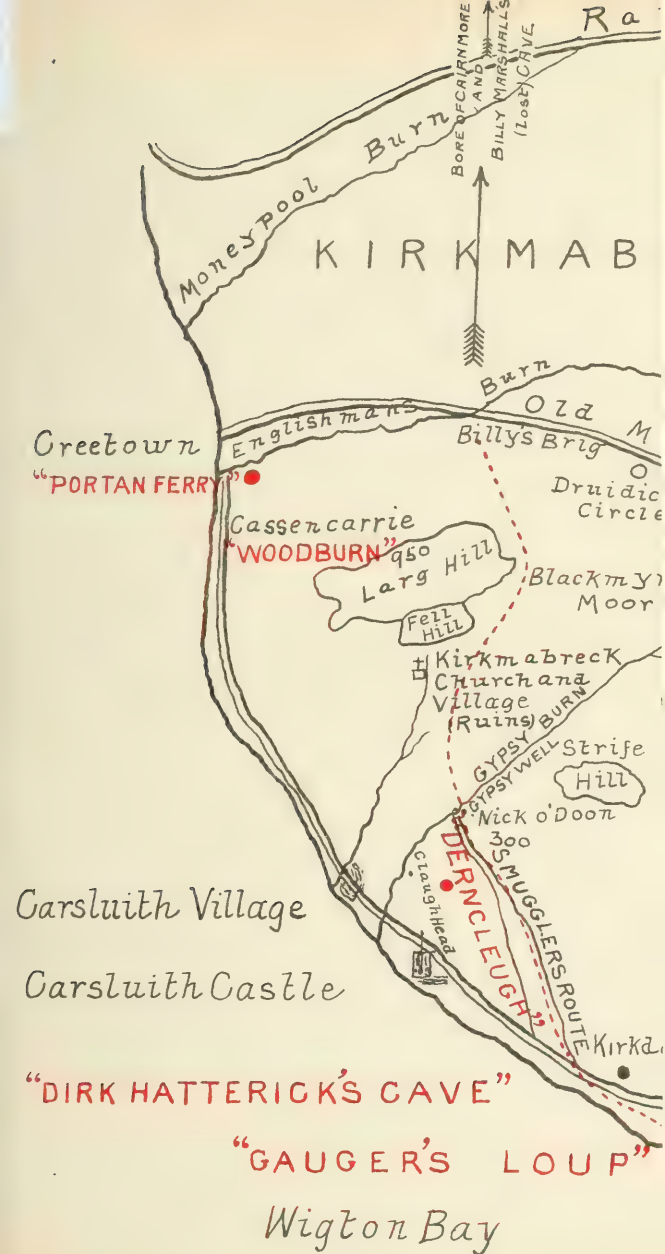 Ra
BORE OF CAIRNMORE
AND
BILLY MARSHALL'S
(Lost) CAVE
Moneypool Burn
KIRKMAB
Englishmans Burn
Old M
Creetown
"PORTAN FERRY"
Billy's Brig
Druidic
Circle
Cassencarrie
"WOODBURN"
950
Larg Hill
Fell
Hill
Blackmy
Moor
Kirkmabreck
Church and
Village
(Ruins)
GYPSY BURN
GYPSY WELL
Strife
Hill
Nick o'Doon
300
Claughhead
DERNCLEUGH"
SMUGGLERS ROUTE
Carsluith Village
Carsluith Castle
Kirkd
"DIRK HATTERICK'S CAVE"
"GAUGER'S LOUP"
Wigton Bay